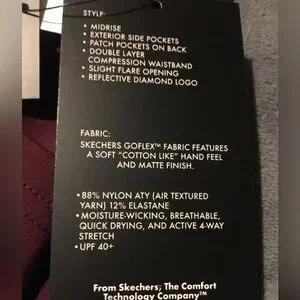 STYLE:
• MIDRISE
• EXTERIOR SIDE POCKETS
• PATCH POCKETS ON BACK
• DOUBLE LAYER
COMPRESSION WAISTBAND
• SLIGHT FLARE OPENING
• REFLECTIVE DIAMOND LOGO
FABRIC:
SKECHERS GOFLEX™ FABRIC FEATURES
A SOFT "COTTON LIKE" HAND FEEL
AND MATTE FINISH.
• 88% NYLON ATY (AIR TEXTURED
YARN) 12% ELASTANE
• MOISTURE-WICKING, BREATHABLE,
QUICK DRYING, AND ACTIVE 4-WAY
STRETCH
• UPF 40+
From Skechers, The Comfort
Technology Company™